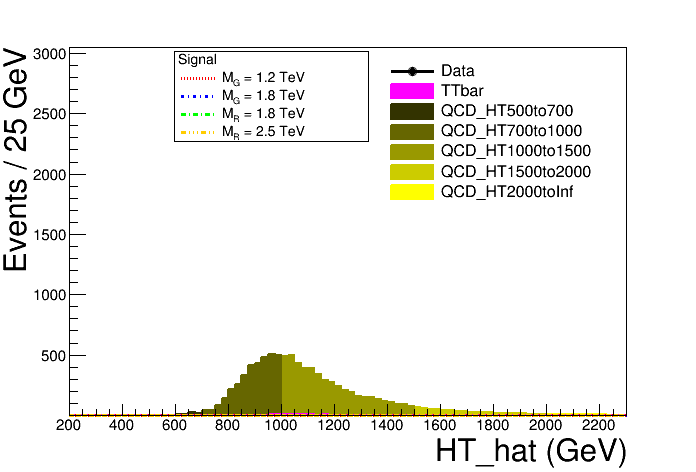 Events / 25 GeV
3000
2500
2000
1500
1000
500
Signal
M_G = 1.2 TeV
M_G = 1.8 TeV
M_R = 1.8 TeV
M_R = 2.5 TeV
Data
TTbar
QCD_HT500to700
QCD_HT700to1000
QCD_HT1000to1500
QCD_HT1500to2000
QCD_HT2000toInf
200 400 600 800 1000 1200 1400 1600 1800 2000 2200
HT_hat (GeV)